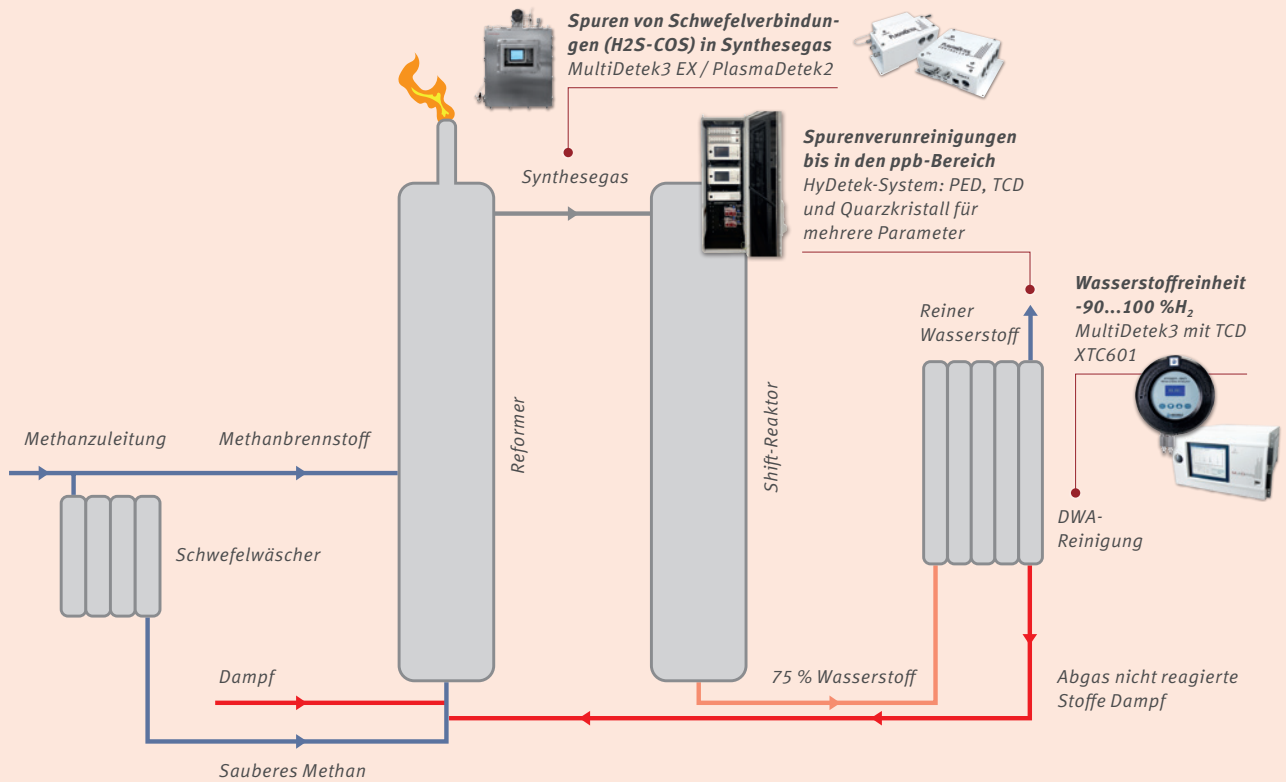 Spuren von Schwefelverbindun-
gen (H2S-COS) in Synthesegas
MultiDetek3 EX / PlasmaDetek2
Spurenverunreinigungen
bis in den ppb-Bereich
HyDetek-System: PED, TCD
und Quarzkristall für
mehrere Parameter
Synthesegas
Wasserstoffreinheit
-90...100 %H₂
MultiDetek3 mit TCD
XTC601
Reiner
Wasserstoff
Methanzuleitung
Methanbrennstoff
Reformer
Shift-Reaktor
Schwefelwäscher
DWA-
Reinigung
Dampf
75 % Wasserstoff
Abgas nicht reagierte
Stoffe Dampf
Sauberes Methan